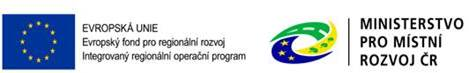 EVROPSKÁ UNIE
Evropský fond pro regionální rozvoj
Integrovaný regionální operační program
MINISTERSTVO
PRO MÍSTNÍ
ROZVOJ ČR